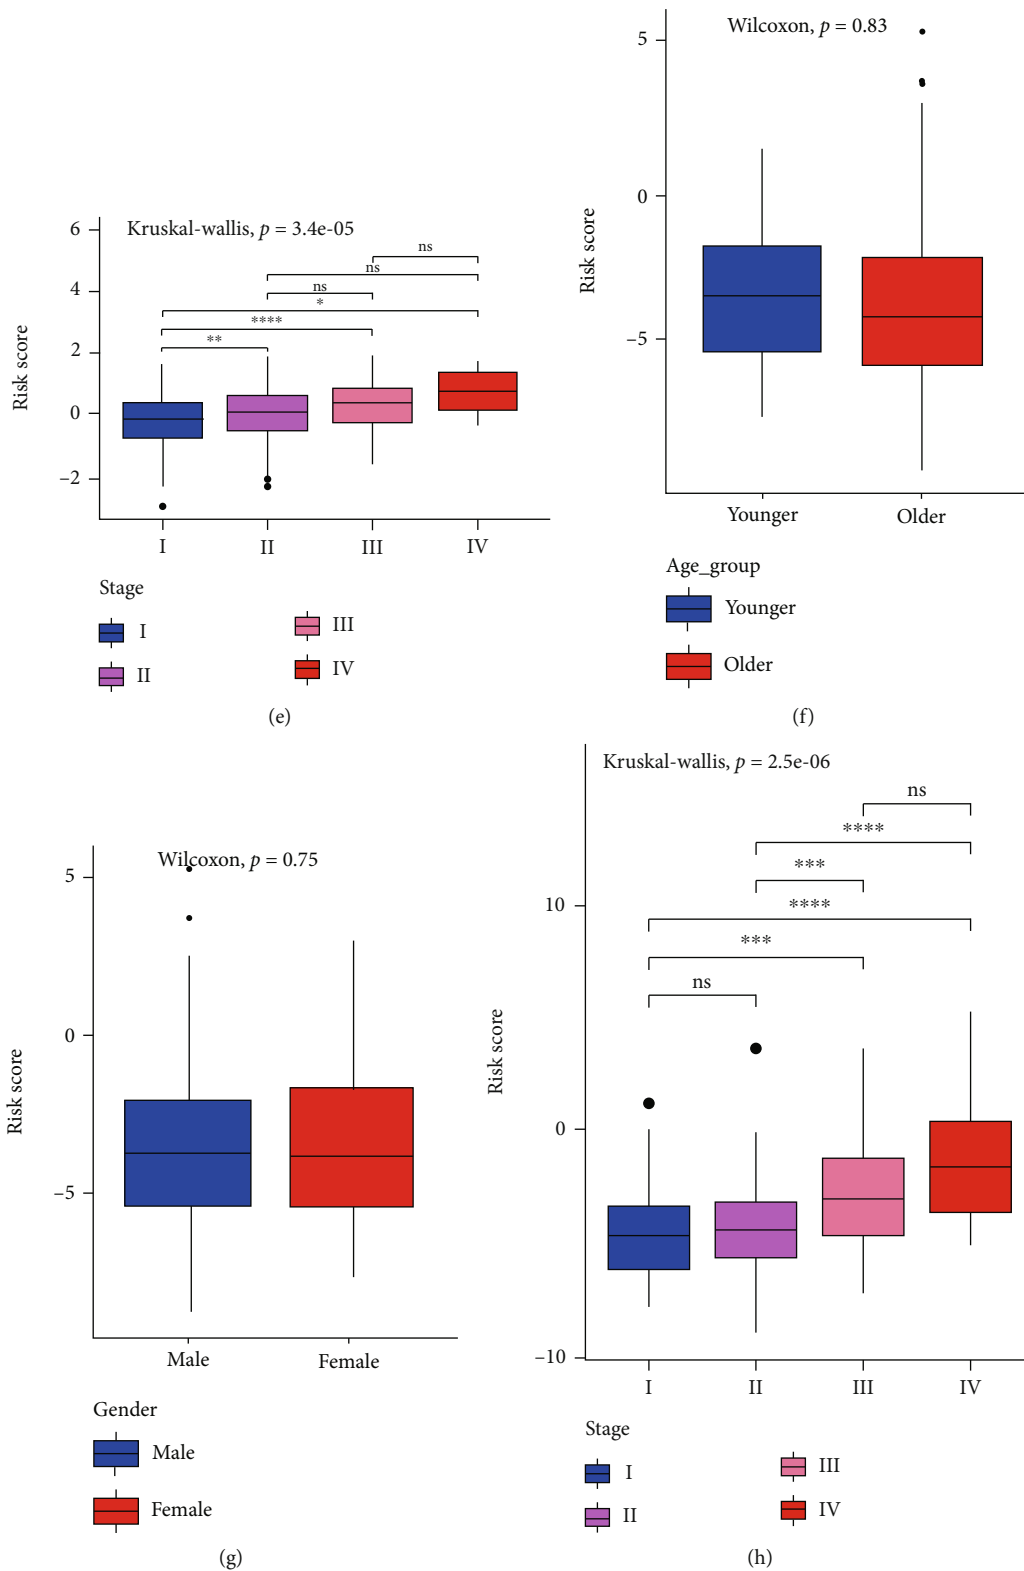 Kruskal-wallis, p = 3.4e-05
Risk score
6
4
2
0
−2
ns
ns
ns
*
****
**
I II III IV
Stage
I
II
III
IV
(e)
Wilcoxon, p = 0.83
Risk score
5
0
−5
Younger Older
Age_group
Younger
Older
(f)
Wilcoxon, p = 0.75
Risk score
5
0
−5
Male Female
Gender
Male
Female
(g)
Kruskal-wallis, p = 2.5e-06
Risk score
10
0
−10
ns
****
***
****
***
ns
I II III IV
Stage
I
II
III
IV
(h)